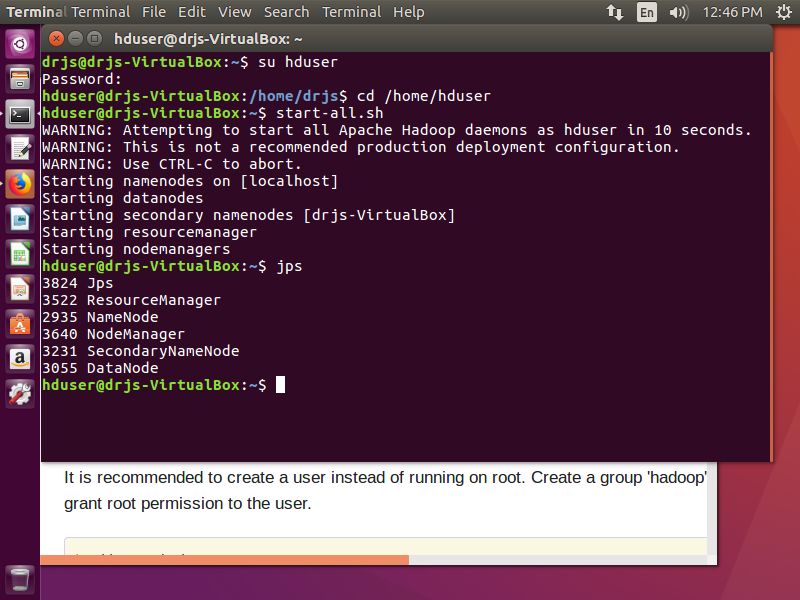 Terminal Terminal File Edit View Search Terminal Help En 12:46 PM
hduser@drjs-VirtualBox: ~
drjs@drjs-VirtualBox:~$ su hduser
Password:
hduser@drjs-VirtualBox:/home/drjs$ cd /home/hduser
hduser@drjs-VirtualBox:~$ start-all.sh
WARNING: Attempting to start all Apache Hadoop daemons as hduser in 10 seconds.
WARNING: This is not a recommended production deployment configuration.
WARNING: Use CTRL-C to abort.
Starting namenodes on [localhost]
Starting datanodes
Starting secondary namenodes [drjs-VirtualBox]
Starting resourcemanager
Starting nodemanagers
hduser@drjs-VirtualBox:~$ jps
3824 Jps
3522 ResourceManager
2935 NameNode
3640 NodeManager
3231 SecondaryNameNode
3055 DataNode
hduser@drjs-VirtualBox:~$
It is recommended to create a user instead of running on root. Create a group 'hadoop'
grant root permission to the user.